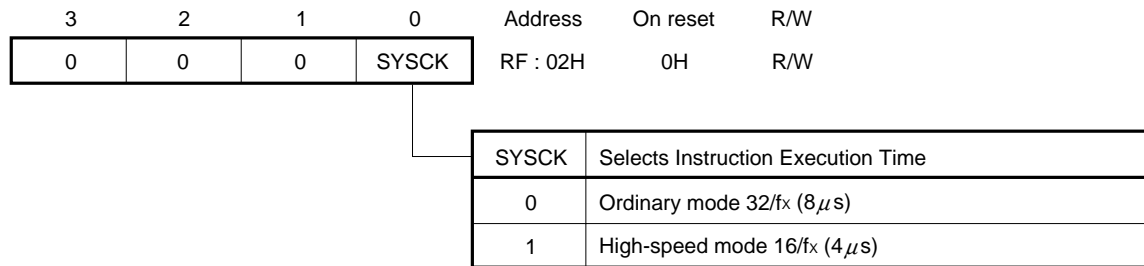 3 2 1 0 Address On reset R/W
0 0 0 SYSCK RF : 02H 0H R/W
SYSCK Selects Instruction Execution Time
0 Ordinary mode 32/fx (8μs)
1 High-speed mode 16/fx (4μs)